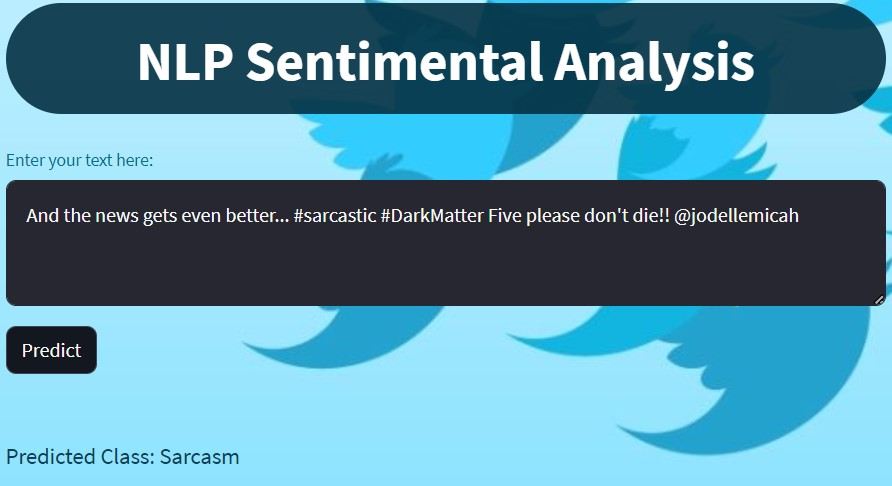 NLP Sentimental Analysis
Enter your text here:
And the news gets even better... #sarcastic #DarkMatter Five please don't die!! @jodellemicah
Predict
Predicted Class: Sarcasm